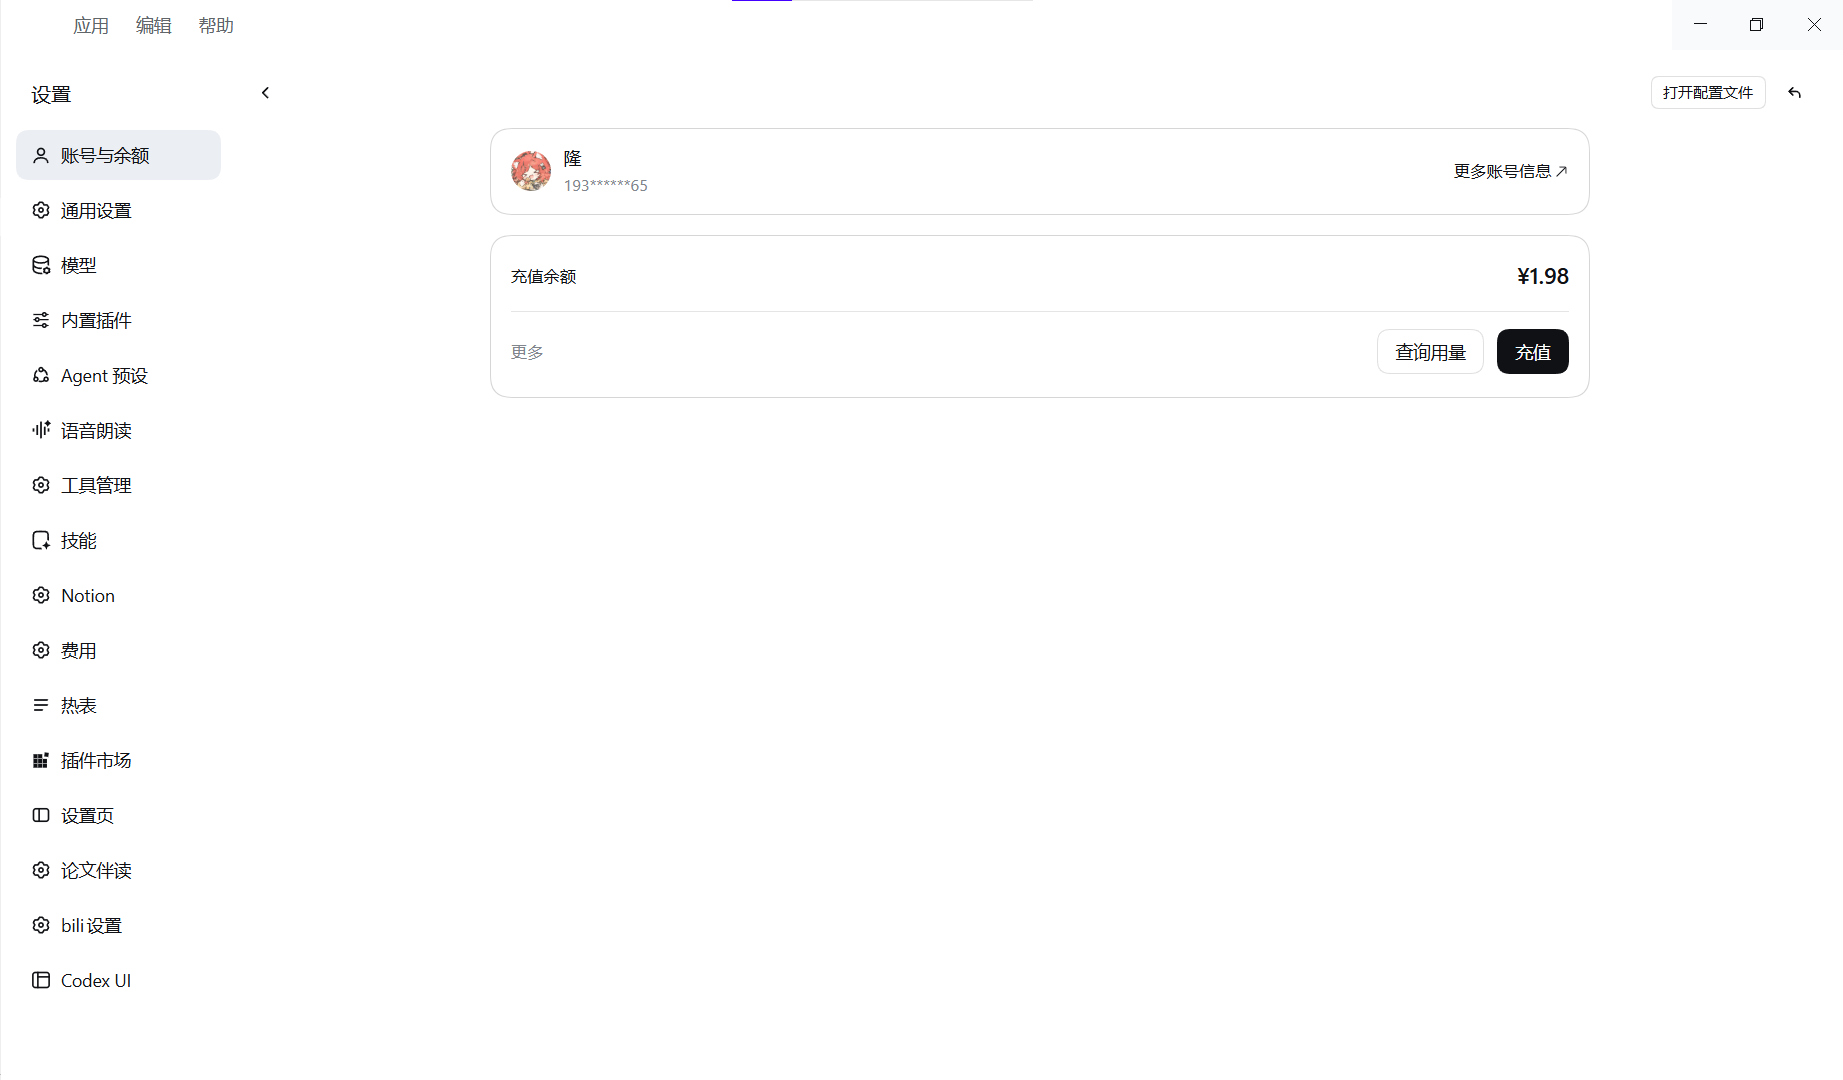 应用 编辑 帮助
设置
打开配置文件
账号与余额
通用设置
模型
内置插件
Agent 预设
语音朗读
工具管理
技能
Notion
费用
热表
插件市场
设置页
论文伴读
bili设置
Codex UI
隆
193******65
更多账号信息
充值余额
¥1.98
更多
查询用量
充值